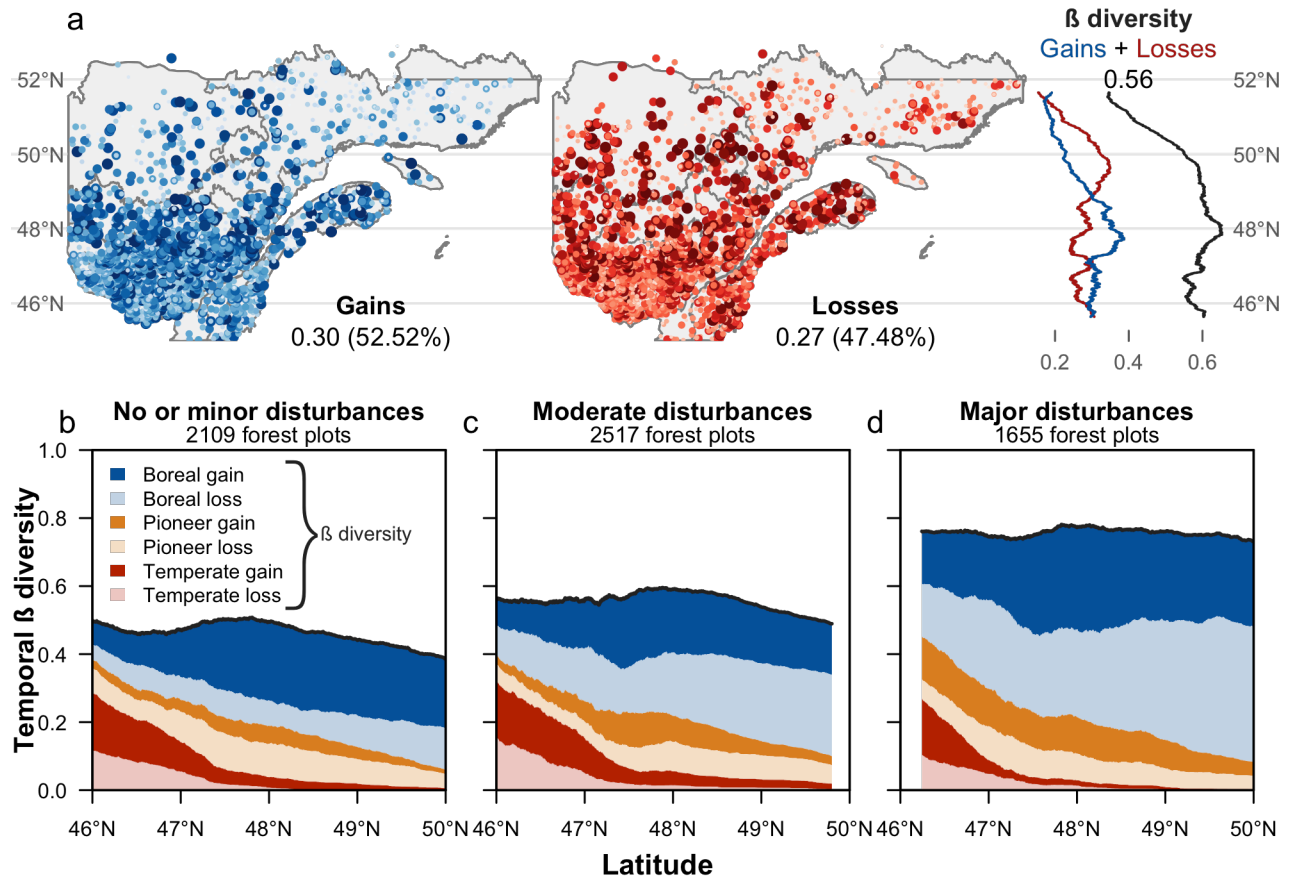 a
ß diversity
Gains + Losses
0.56
52°N
52°N
50°N
50°N
48°N
48°N
46°N
46°N
Gains
0.30 (52.52%)
Losses
0.27 (47.48%)
0.2
0.4
0.6
b
No or minor disturbances
2109 forest plots
c
Moderate disturbances
2517 forest plots
d
Major disturbances
1655 forest plots
Temporal ß diversity
1.0
0.8
0.6
0.4
0.2
0.0
Boreal gain
Boreal loss
Pioneer gain
Pioneer loss
Temperate gain
Temperate loss
ß diversity
46°N 47°N 48°N 49°N 50°N
46°N 47°N 48°N 49°N 50°N
46°N 47°N 48°N 49°N 50°N
Latitude